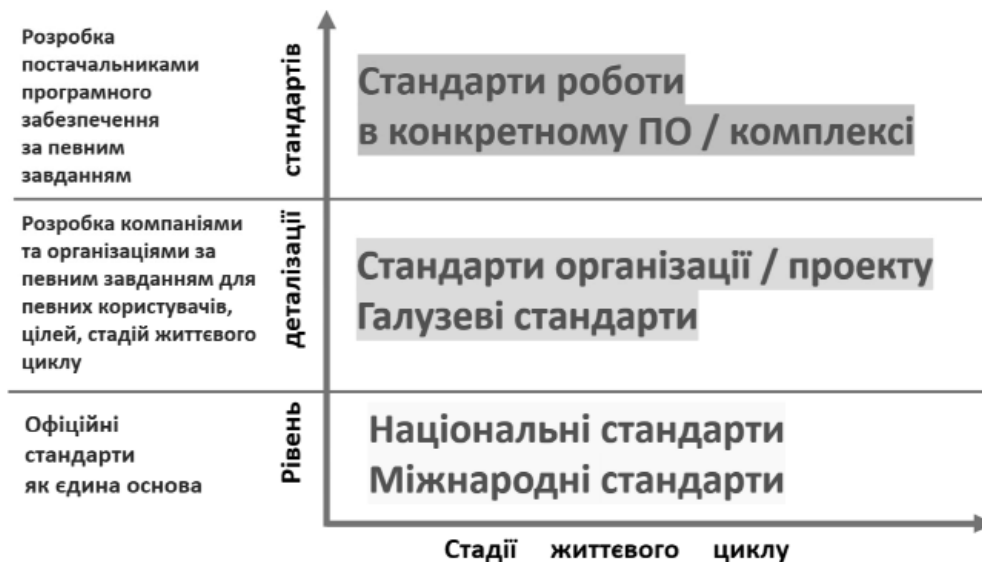 Розробка
постачальниками
програмного
забезпечення
за певним
завданням
Стандарти роботи
в конкретному ПО / комплексі
Розробка компаніями
та організаціями за
певним завданням для
певних користувачів,
цілей, стадій життєвого
циклу
Стандарти організації / проекту
Галузеві стандарти
Офіційні
стандарти
як єдина основа
Національні стандарти
Міжнародні стандарти
Рівень деталізації стандартів
Стадії життєвого циклу